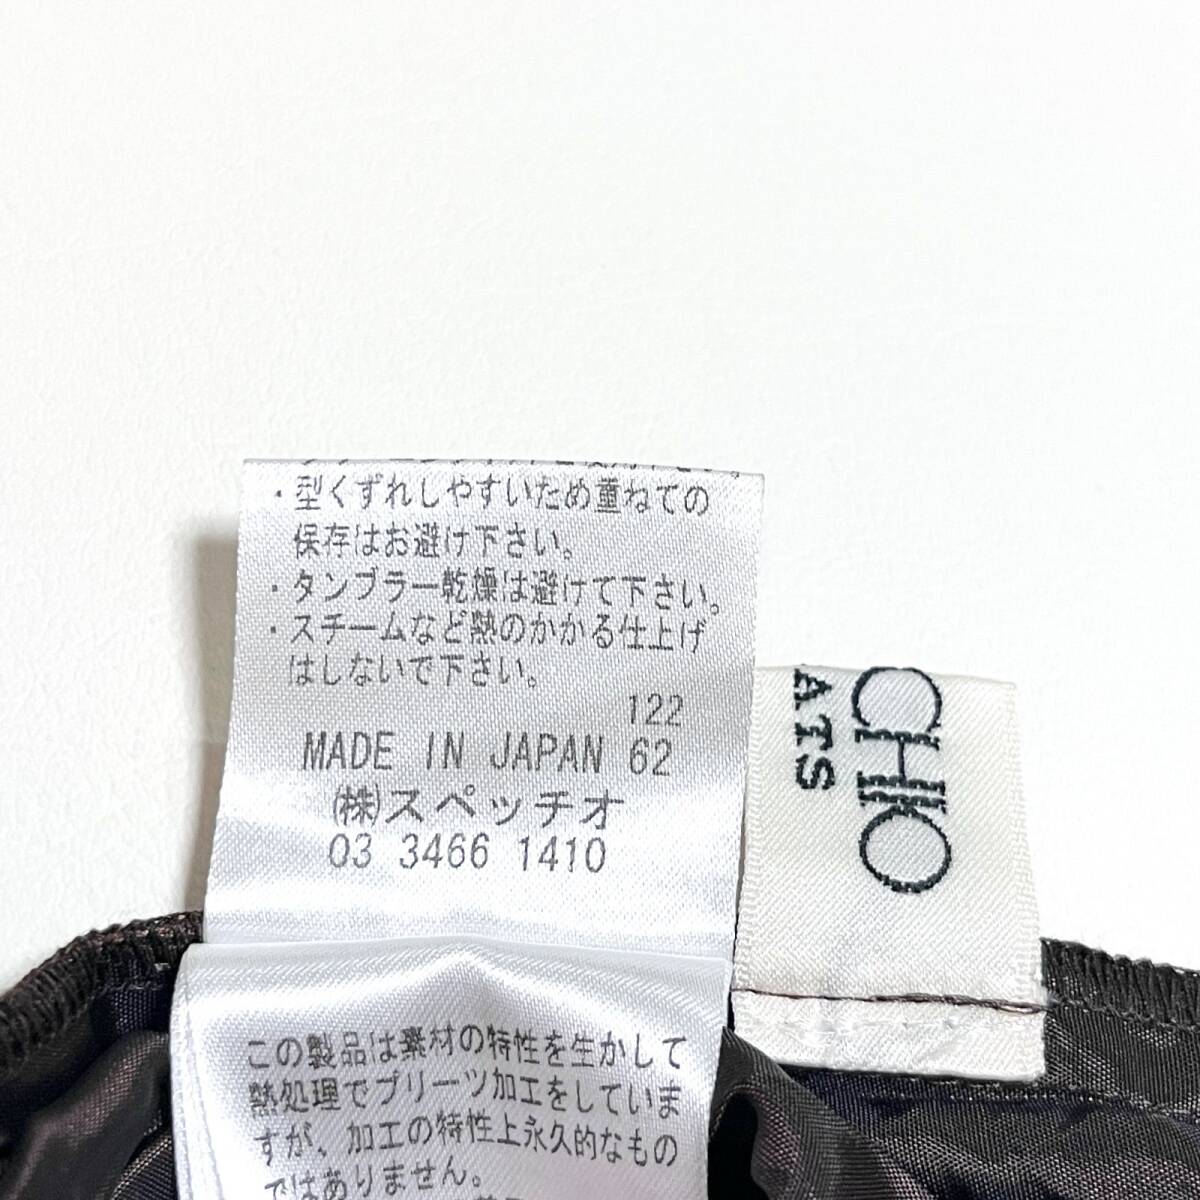 ・型くずれしやすいため重ねての
保存はお避け下さい。
・タンブラー乾燥は避けて下さい。
・スチームなど熱のかかる仕上げ
はしないで下さい。
122
MADE IN JAPAN 62
㈱スペッチオ
03 3466 1410
CHIKO
ATS
この製品は素材の特性を生かして
熱処理でプリーツ加工をしていま
すが、加工の特性上永久的なもの
ではありません。